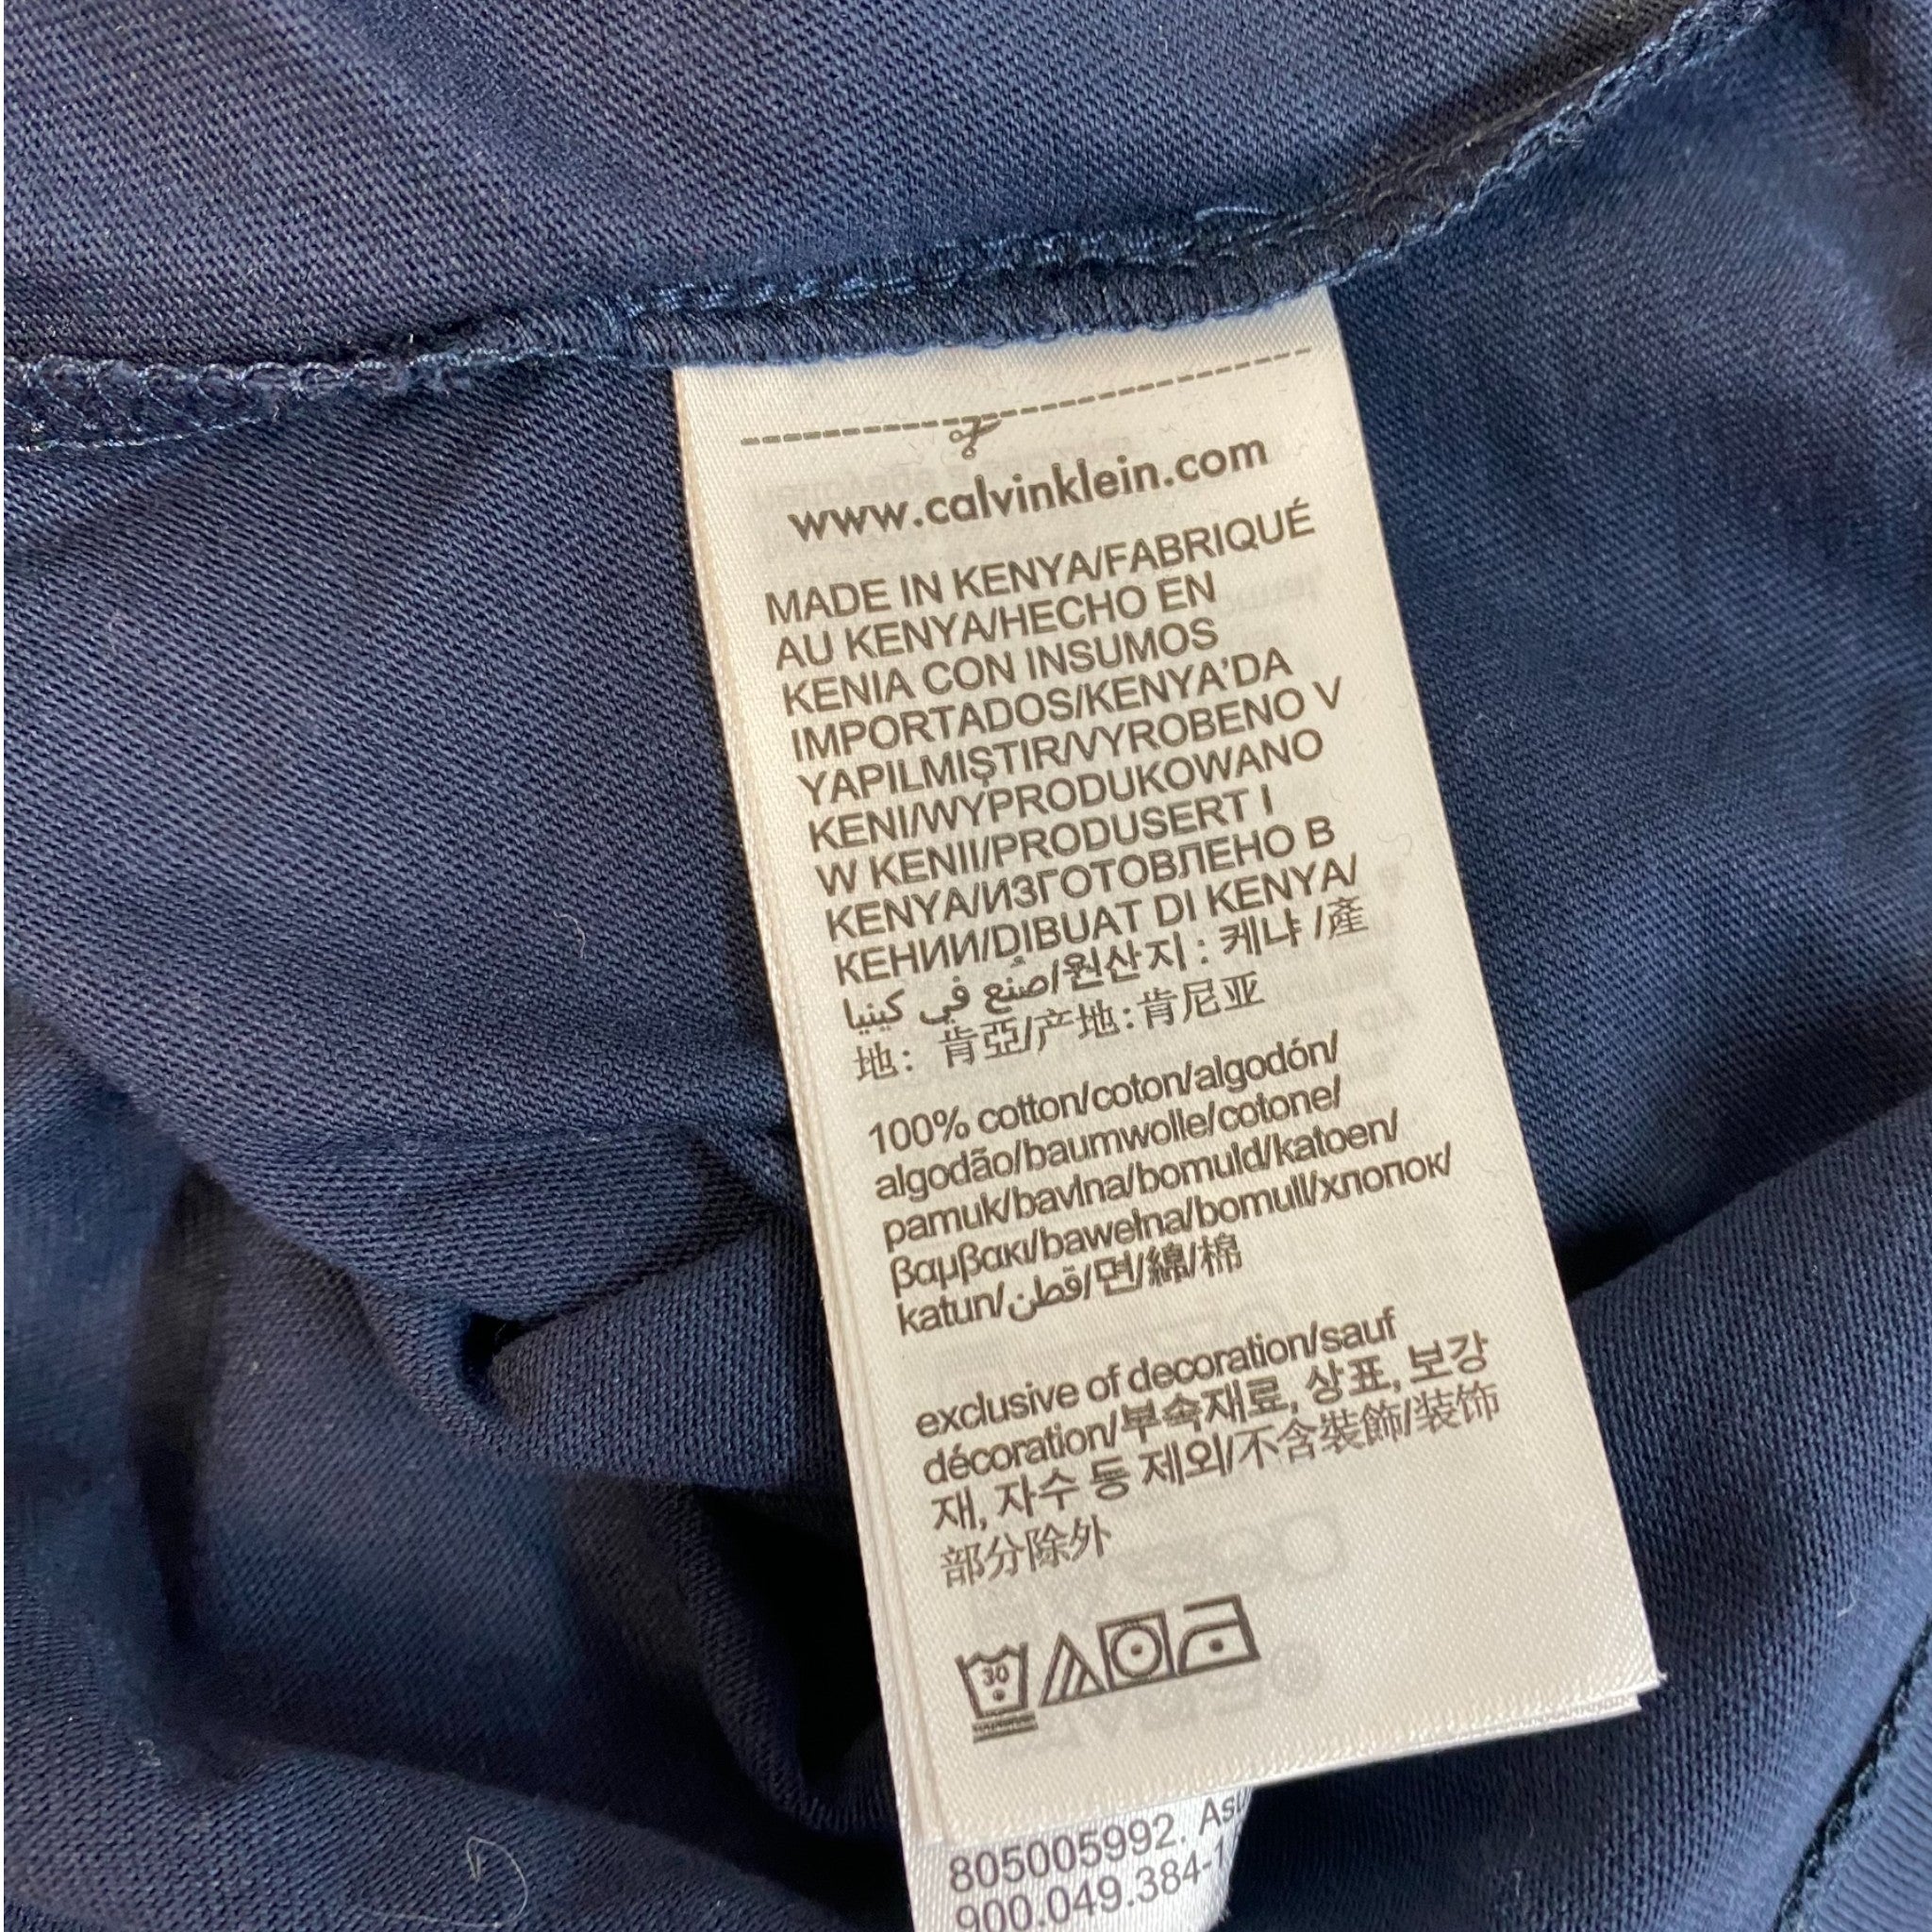 www.calvinklein.com
MADE IN KENYA/FABRIQUÉ
AU KENYA/HECHO EN
KENIA CON INSUMOS
IMPORTADOS/KENYA'DA
YAPILMIŞTIR/VYROBENO V
KENI/WYPRODUKOWANO
W KENII/PRODUSERT I
KENYA/ИЗГОТОВЛЕНО В
КЕНИИ/DIBUAT DI KENYA/
صنع في كينيا/원산지 : 케냐 /產
地： 肯亞/产地：肯尼亚
100% cotton/coton/algodón/
algodão/baumwolle/cotone/
pamuk/bavlna/bomuld/katoen/
βαμβακι/bawełna/bomull/хлопок/
katun/قطن/면/綿/棉
exclusive of decoration/sauf
décoration/부속재료, 상표, 보강
재, 자수 등 제외/不含裝飾/装饰
部分除外
30
805005992.
900.049.384-1